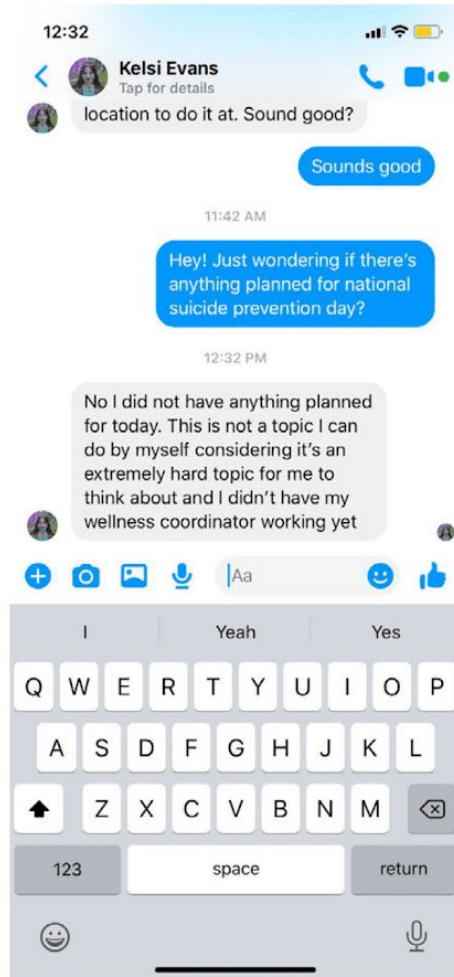 12:32
Kelsi Evans
Tap for details
location to do it at. Sound good?
Sounds good
11:42 AM
Hey! Just wondering if there's
anything planned for national
suicide prevention day?
12:32 PM
No I did not have anything planned
for today. This is not a topic I can
do by myself considering it's an
extremely hard topic for me to
think about and I didn't have my
wellness coordinator working yet
Aa
I Yeah Yes
Q W E R T Y U I O P
A S D F G H J K L
Z X C V B N M
123 space return